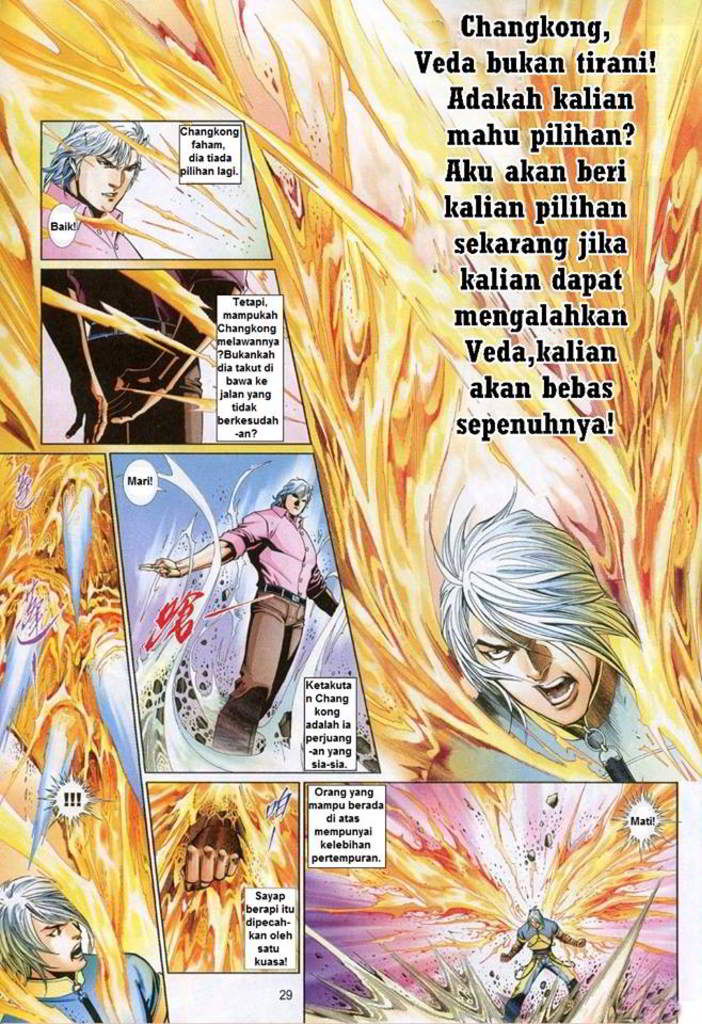 Changkong,
Veda bukan tirani!
Adakah kalian
mahu pilihan?
Aku akan beri
kalian pilihan
sekarang jika
kalian dapat
mengalahkan
Veda,kalian
akan bebas
sepenuhnya!
Changkong
faham,
dia tiada
pilihan lagi.
Baik!
Tetapi,
mampukah
Changkong
melawannya
?Bukankah
dia takut di
bawa ke
jalan yang
tidak
berkesudah
-an?
Mari!
Ketakuta
n Chang
kong
adalah ia
perjuang
-an yang
sia-sia.
!!!
Sayap
berapi itu
dipecah-
kan oleh
satu
kuasa!
Orang yang
mampu berada
di atas
mempunyai
kelebihan
pertempuran.
Mati!
29